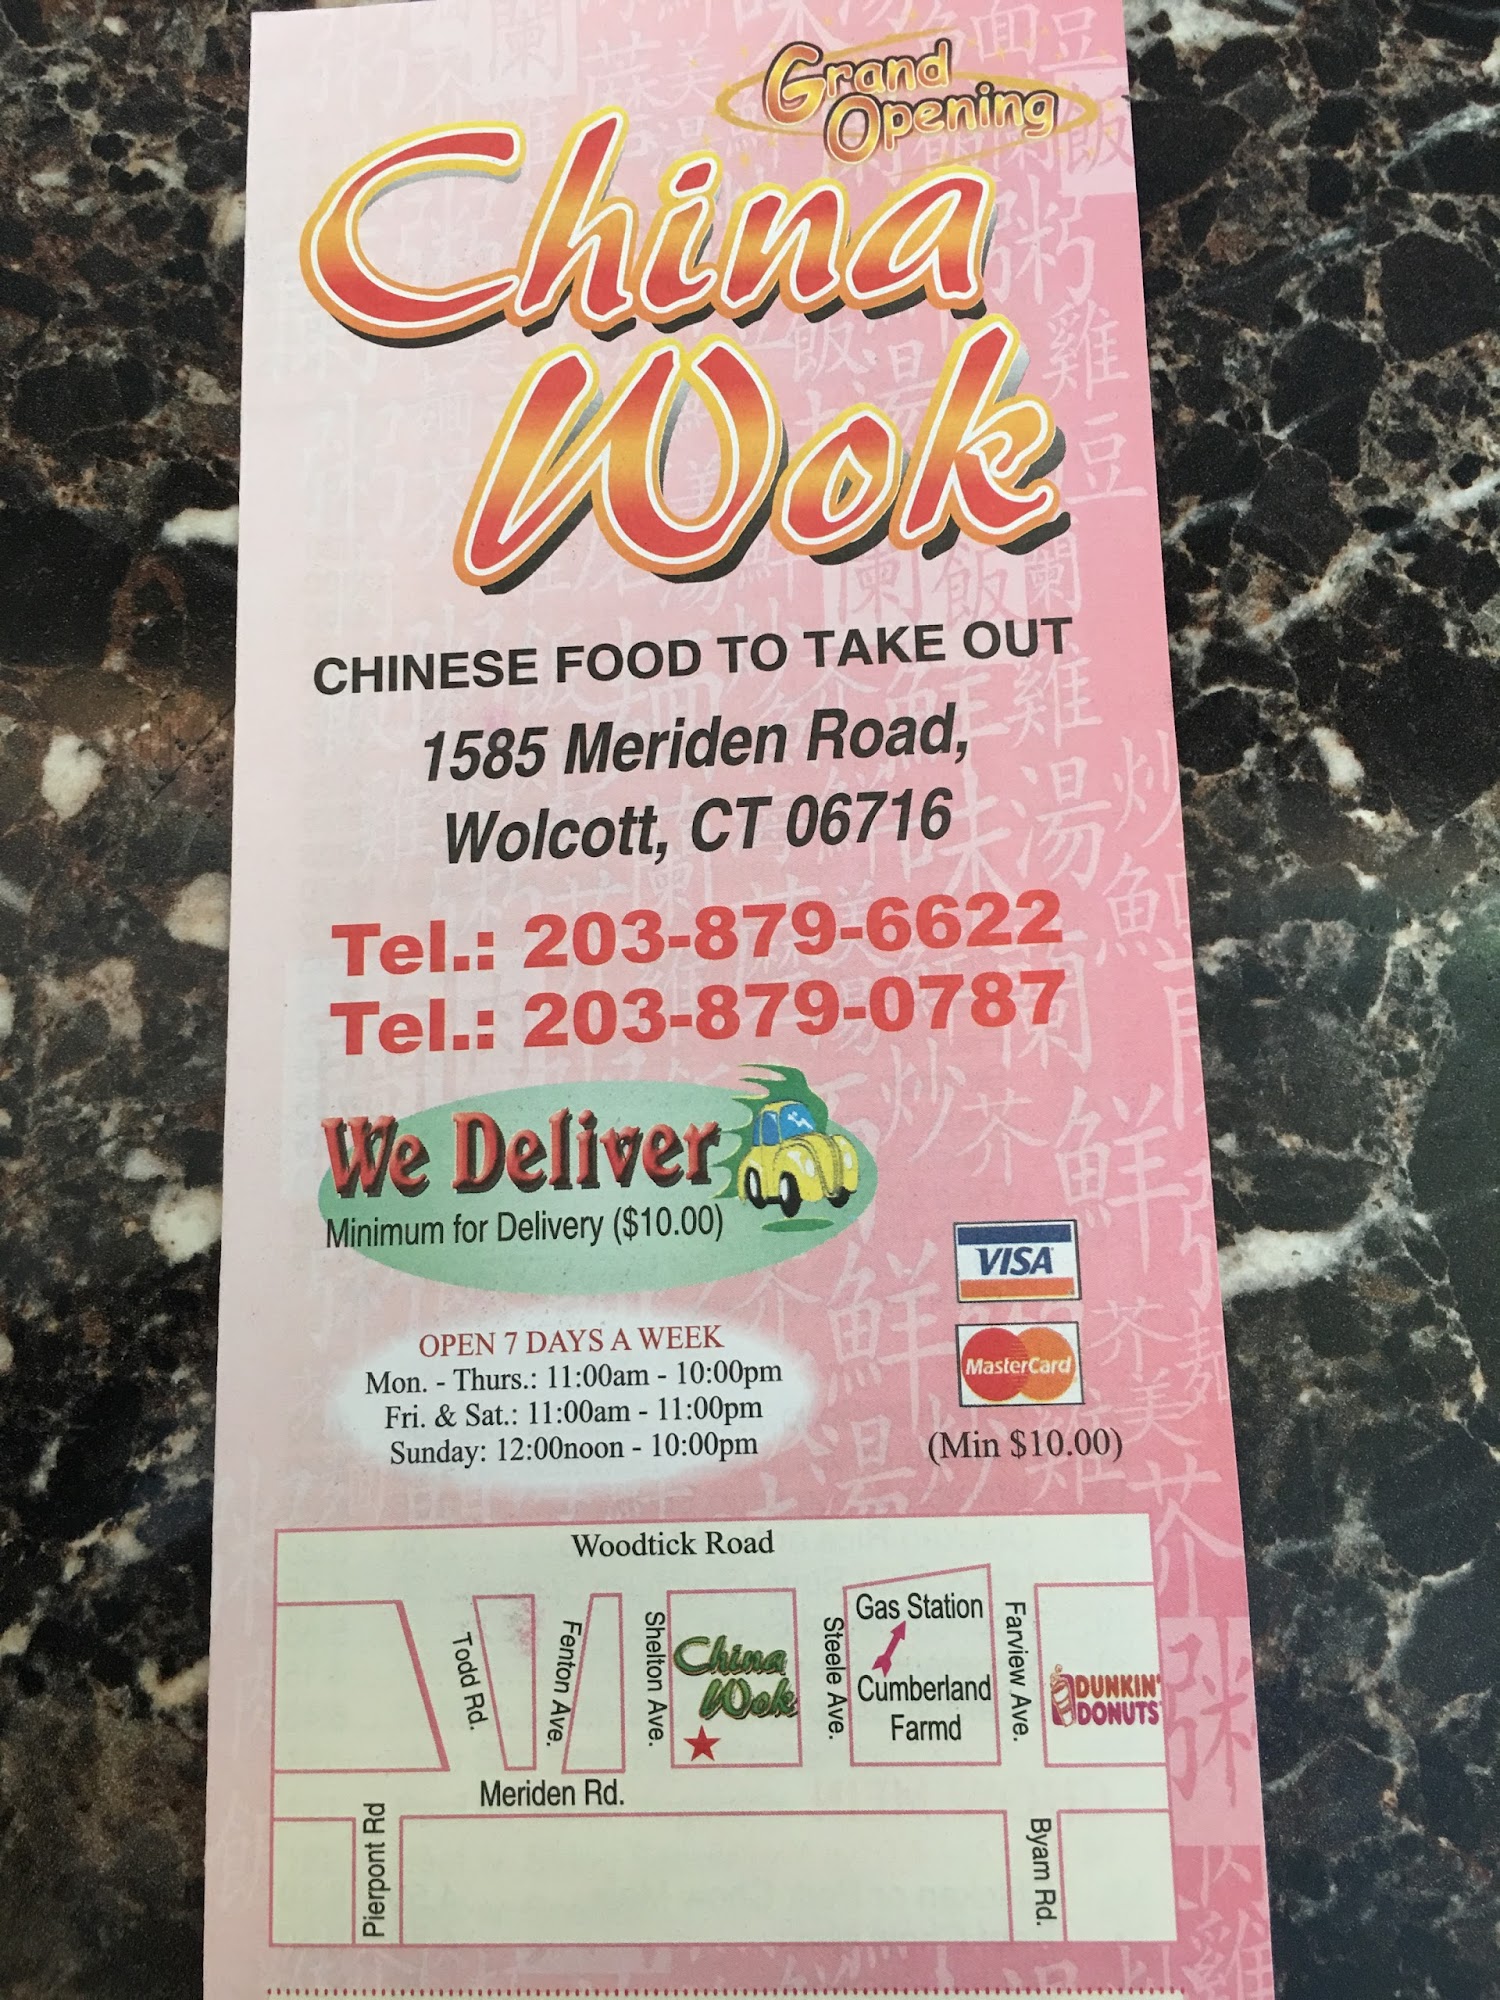 Grand
Opening
China
Wok
CHINESE FOOD TO TAKE OUT
1585 Meriden Road,
Wolcott, CT 06716
Tel.: 203-879-6622
Tel.: 203-879-0787
We Deliver
Minimum for Delivery ($10.00)
VISA
MasterCard
(Min $10.00)
OPEN 7 DAYS A WEEK
Mon. - Thurs.: 11:00am - 10:00pm
Fri. & Sat.: 11:00am - 11:00pm
Sunday: 12:00noon - 10:00pm
Woodtick Road
Todd Rd.
Fenton Ave.
Shelton Ave.
China
Wok
Steele Ave.
Gas Station
Cumberland
Farmd
Farview Ave.
DUNKIN'
DONUTS
Meriden Rd.
Pierpont Rd
Byam Rd.